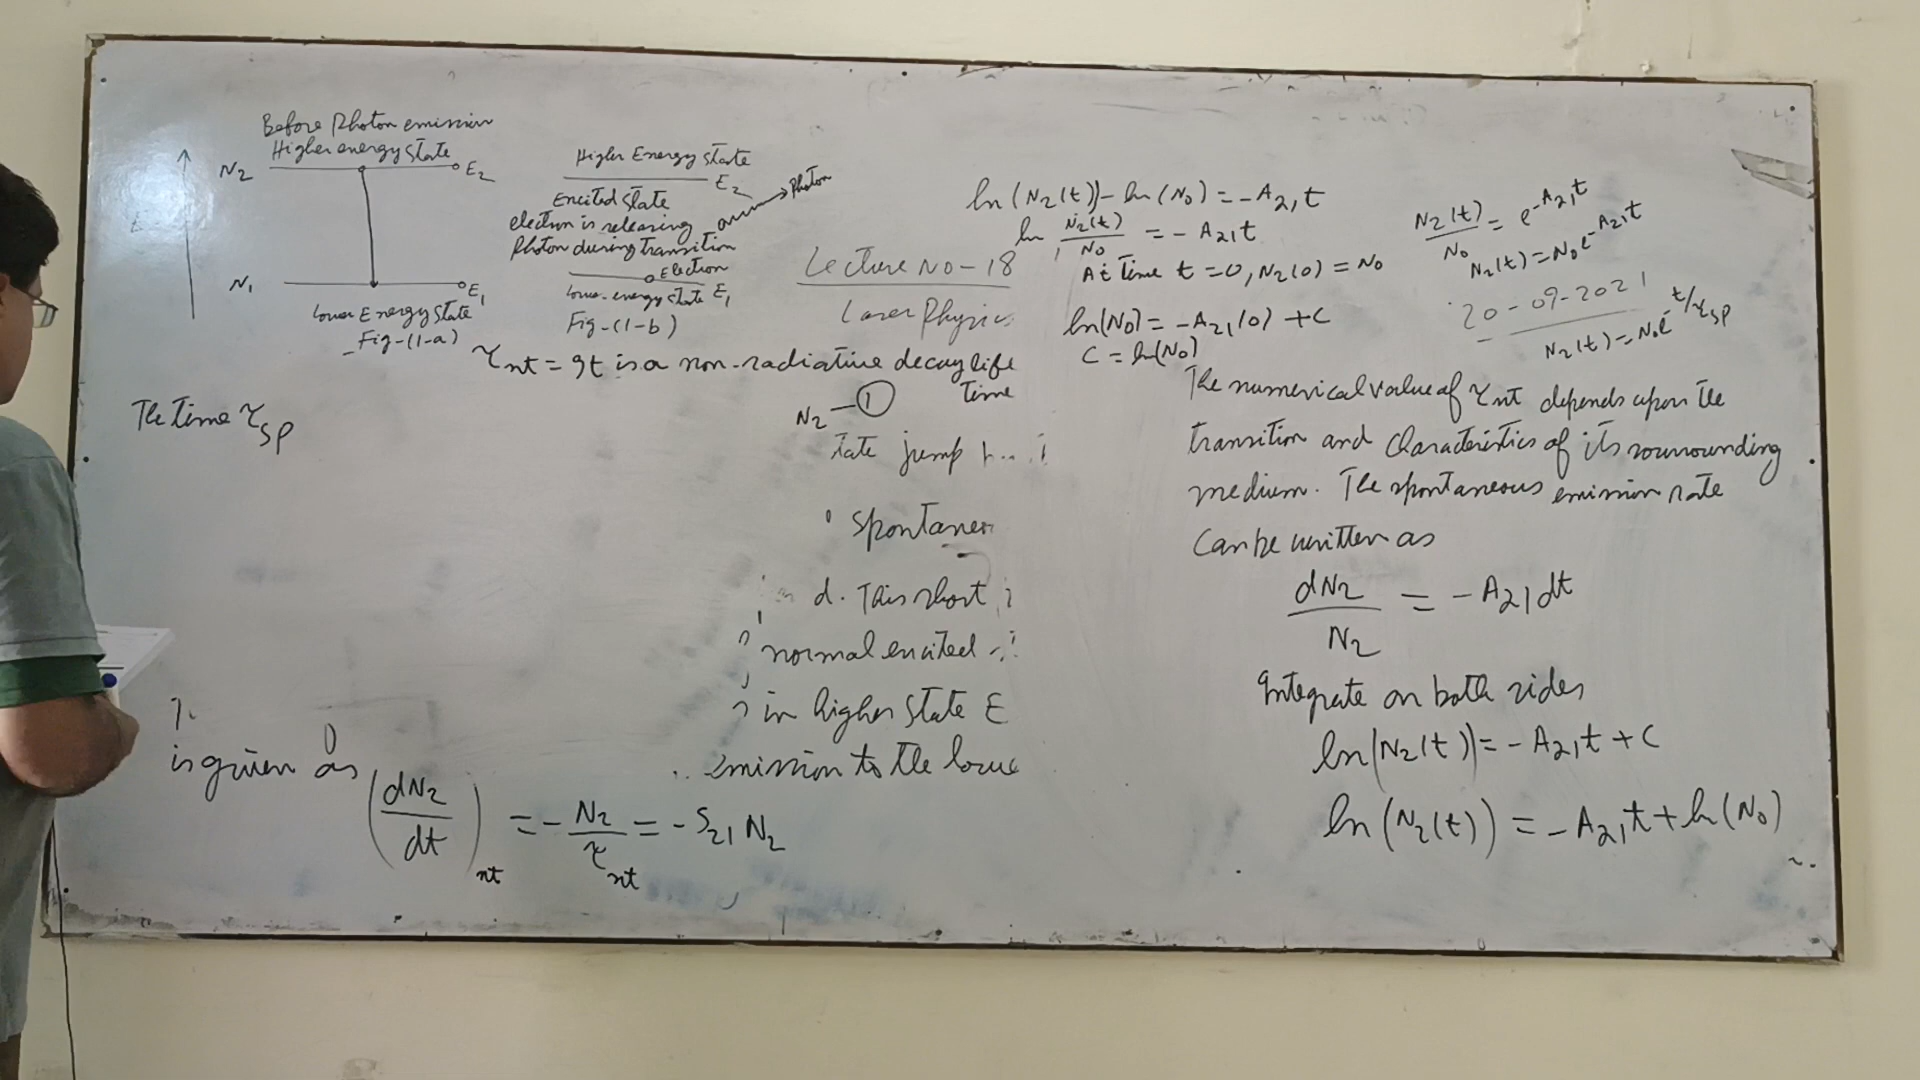 Before Photon emission
Higher energy state
N2
E2
N1
E1
Lower Energy State
Fig-(1-a)
Higher Energy State
E2
Excited State
electron is releasing
Photon during transition
Photon
Electron
Lower energy state E1
Fig-(1-b)
Lecture No-18
Laser Physics
τnt = It is a non-radiative decay life
time
N2 — 1
The time τsp
tate jump
spontaneo
d. This short
normal excited
in higher state E
emission to the lowe
is given as
(dN2/dt)nt = - N2/τnt = - S21 N2
ln(N2(t)) - ln(N0) = -A21t
ln N2(t)/N0 = - A21t
At time t = 0, N2(0) = N0
ln(N0) = -A21(0) + C
C = ln(N0)
N2(t)/N0 = e^-A21t
N2(t) = N0e^-A21t
20-09-2021
N2(t) = N0e^-t/τsp
The numerical value of τnt depends upon the
transition and characteristics of its sourrounding
medium. The spontaneous emission rate
can be written as
dN2/N2 = -A21dt
Integrate on both sides
ln(N2(t)) = -A21t + C
ln(N2(t)) = -A21t + ln(N0)